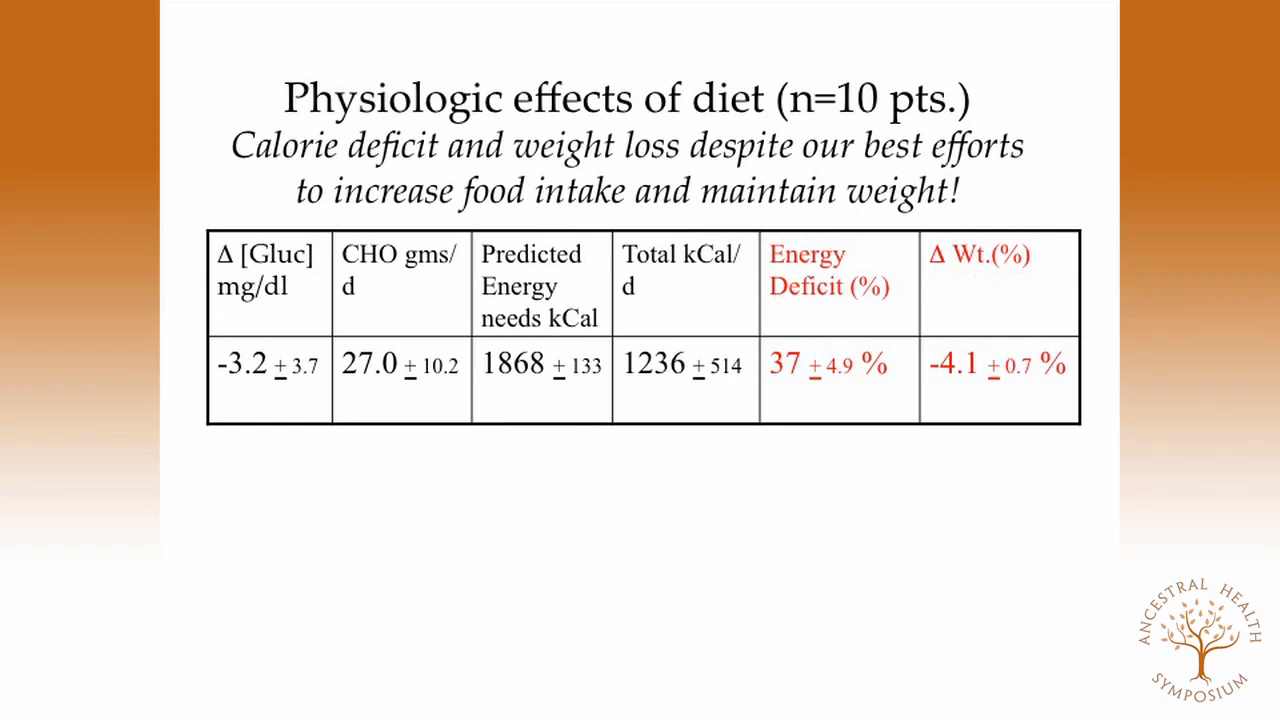 Physiologic effects of diet (n=10 pts.)
Calorie deficit and weight loss despite our best efforts
to increase food intake and maintain weight!
Δ [Gluc] mg/dl
CHO gms/ d
Predicted Energy needs kCal
Total kCal/ d
Energy Deficit (%)
Δ Wt.(%)
-3.2 ± 3.7
27.0 ± 10.2
1868 ± 133
1236 ± 514
37 ± 4.9 %
-4.1 ± 0.7 %
ANCESTRAL HEALTH
SYMPOSIUM